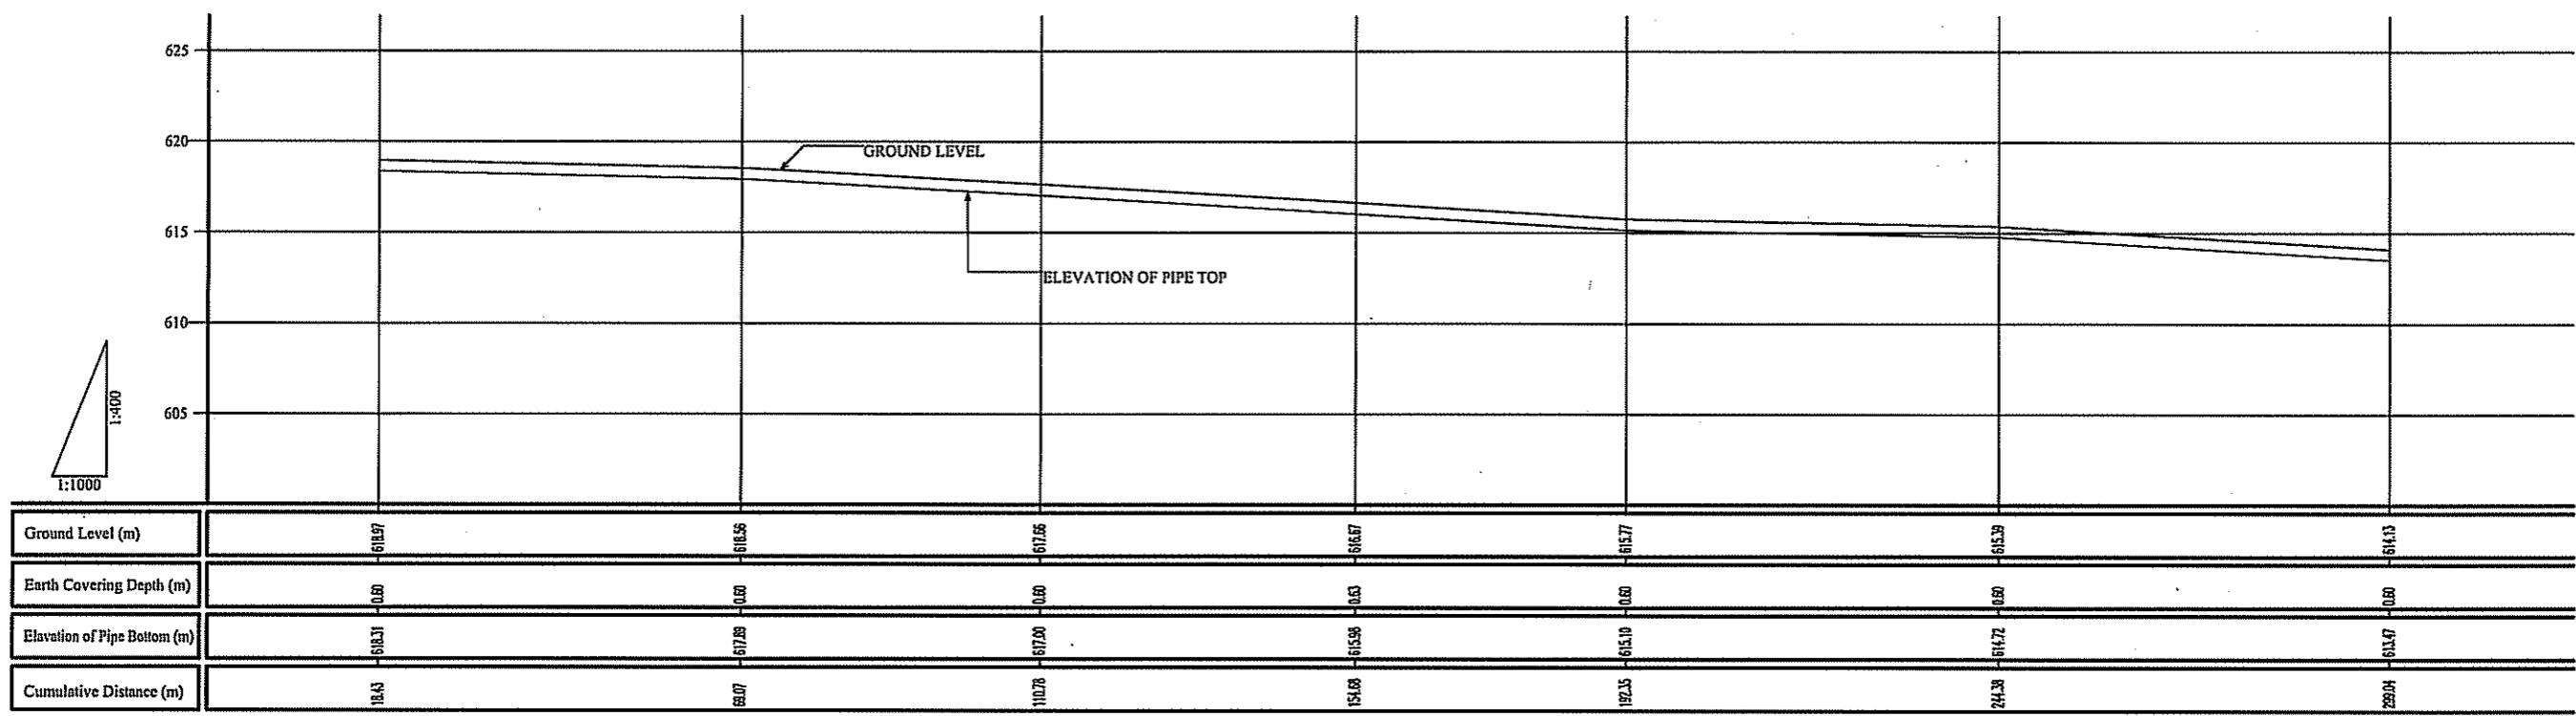 625
620
GROUND LEVEL
615
ELEVATION OF PIPE TOP
610
605
1:400
1:1000
Ground Level (m) 618.97 618.56 617.66 616.67 615.77 615.39 614.13
Earth Covering Depth (m) 0.60 0.60 0.60 0.63 0.60 0.60 0.60
Elavation of Pipe Bottom (m) 618.31 617.89 617.00 615.98 615.10 614.72 613.47
Cumulative Distance (m) 18.43 69.07 110.78 154.68 192.35 244.38 299.04